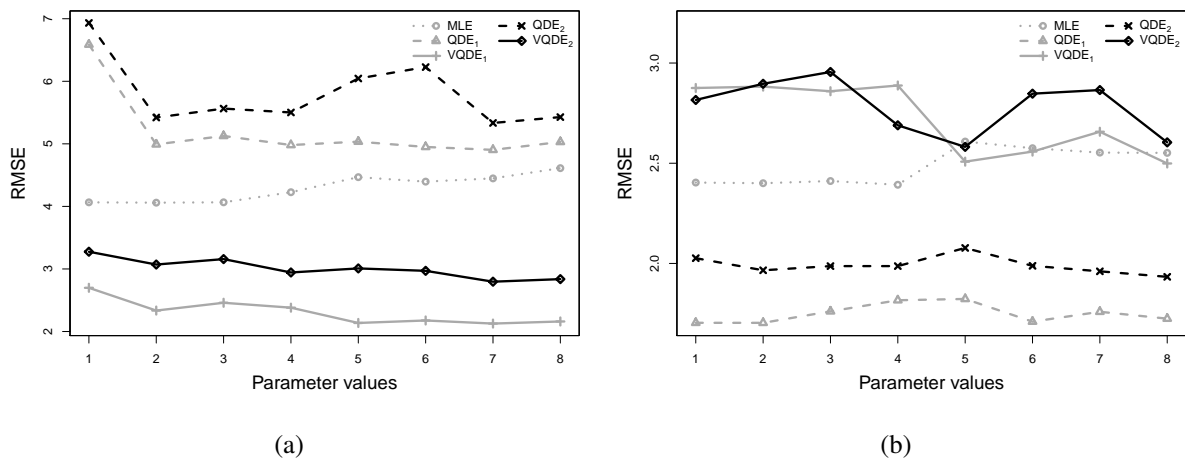 RMSE
7
6
5
4
3
2
1 2 3 4 5 6 7 8
Parameter values
MLE
QDE1
VQDE1
QDE2
VQDE2
(a)
RMSE
3.0
2.5
2.0
1 2 3 4 5 6 7 8
Parameter values
MLE
QDE1
VQDE1
QDE2
VQDE2
(b)